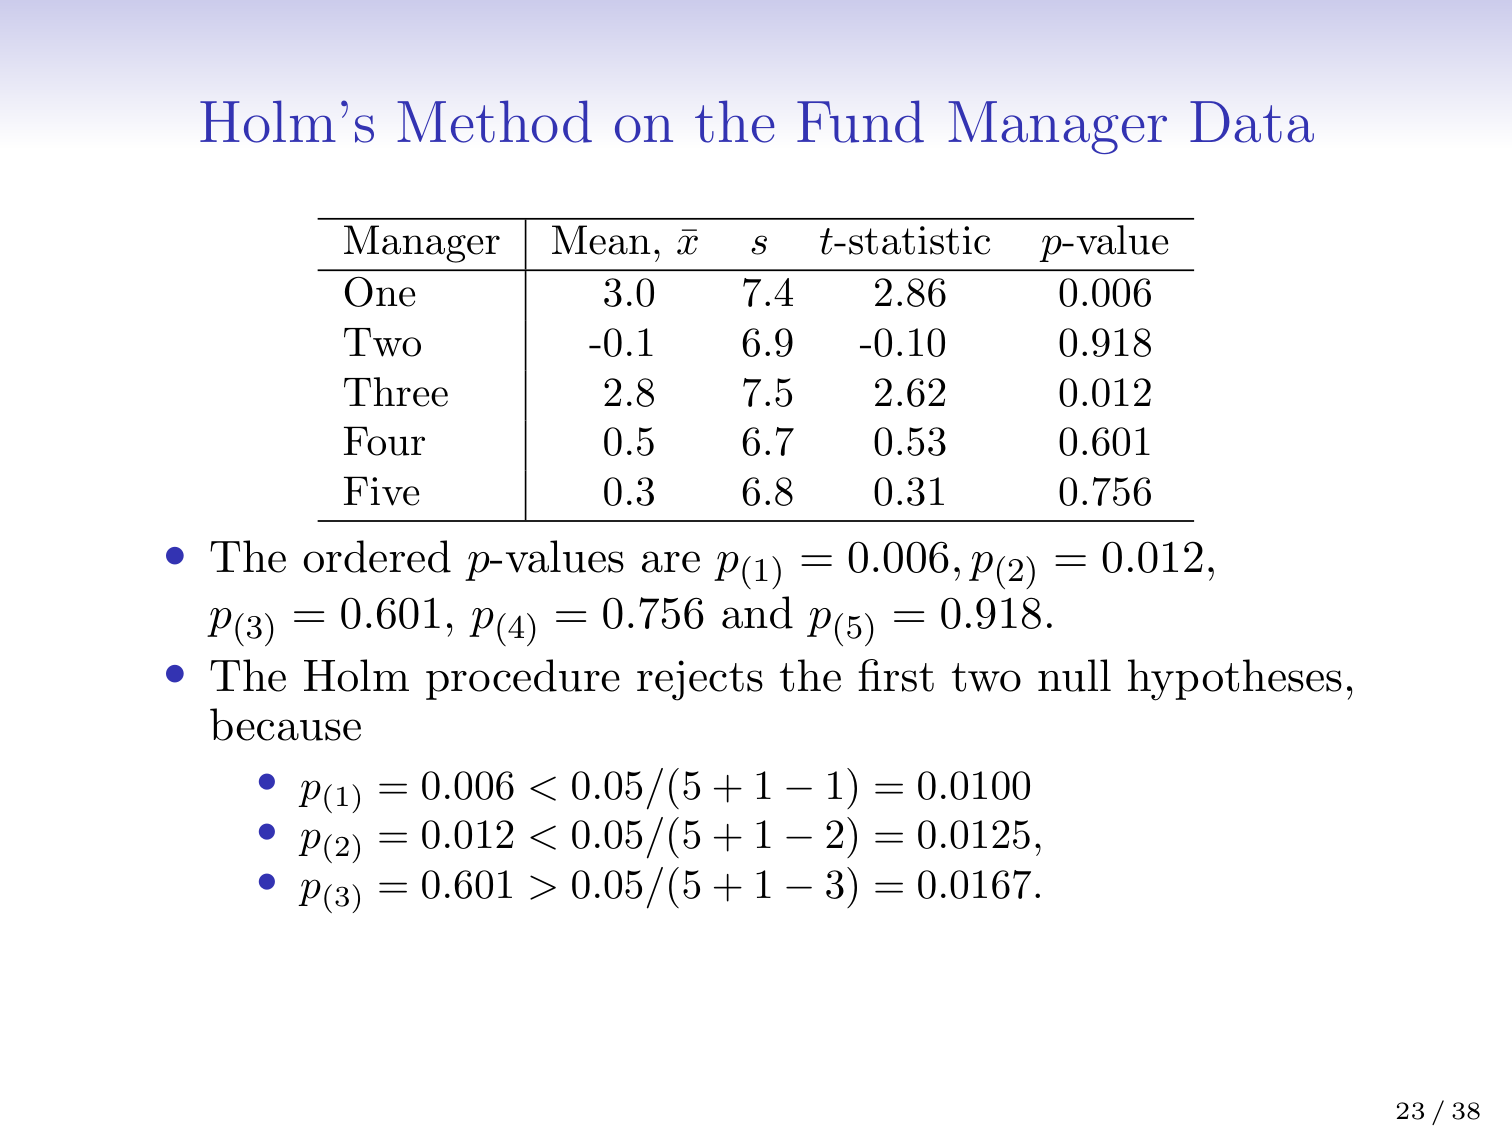 Holm's Method on the Fund Manager Data
Manager Mean, x̄ s t-statistic p-value
One 3.0 7.4 2.86 0.006
Two -0.1 6.9 -0.10 0.918
Three 2.8 7.5 2.62 0.012
Four 0.5 6.7 0.53 0.601
Five 0.3 6.8 0.31 0.756
• The ordered p-values are p(1) = 0.006, p(2) = 0.012,
p(3) = 0.601, p(4) = 0.756 and p(5) = 0.918.
• The Holm procedure rejects the first two null hypotheses,
because
• p(1) = 0.006 < 0.05/(5 + 1 − 1) = 0.0100
• p(2) = 0.012 < 0.05/(5 + 1 − 2) = 0.0125,
• p(3) = 0.601 > 0.05/(5 + 1 − 3) = 0.0167.
23 / 38